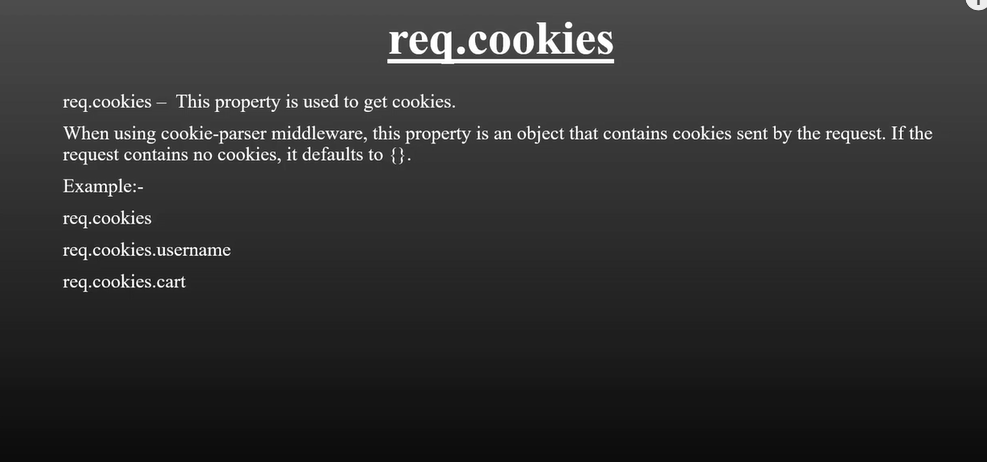 req.cookies
req.cookies – This property is used to get cookies.
When using cookie-parser middleware, this property is an object that contains cookies sent by the request. If the
request contains no cookies, it defaults to {}.
Example:-
req.cookies
req.cookies.username
req.cookies.cart